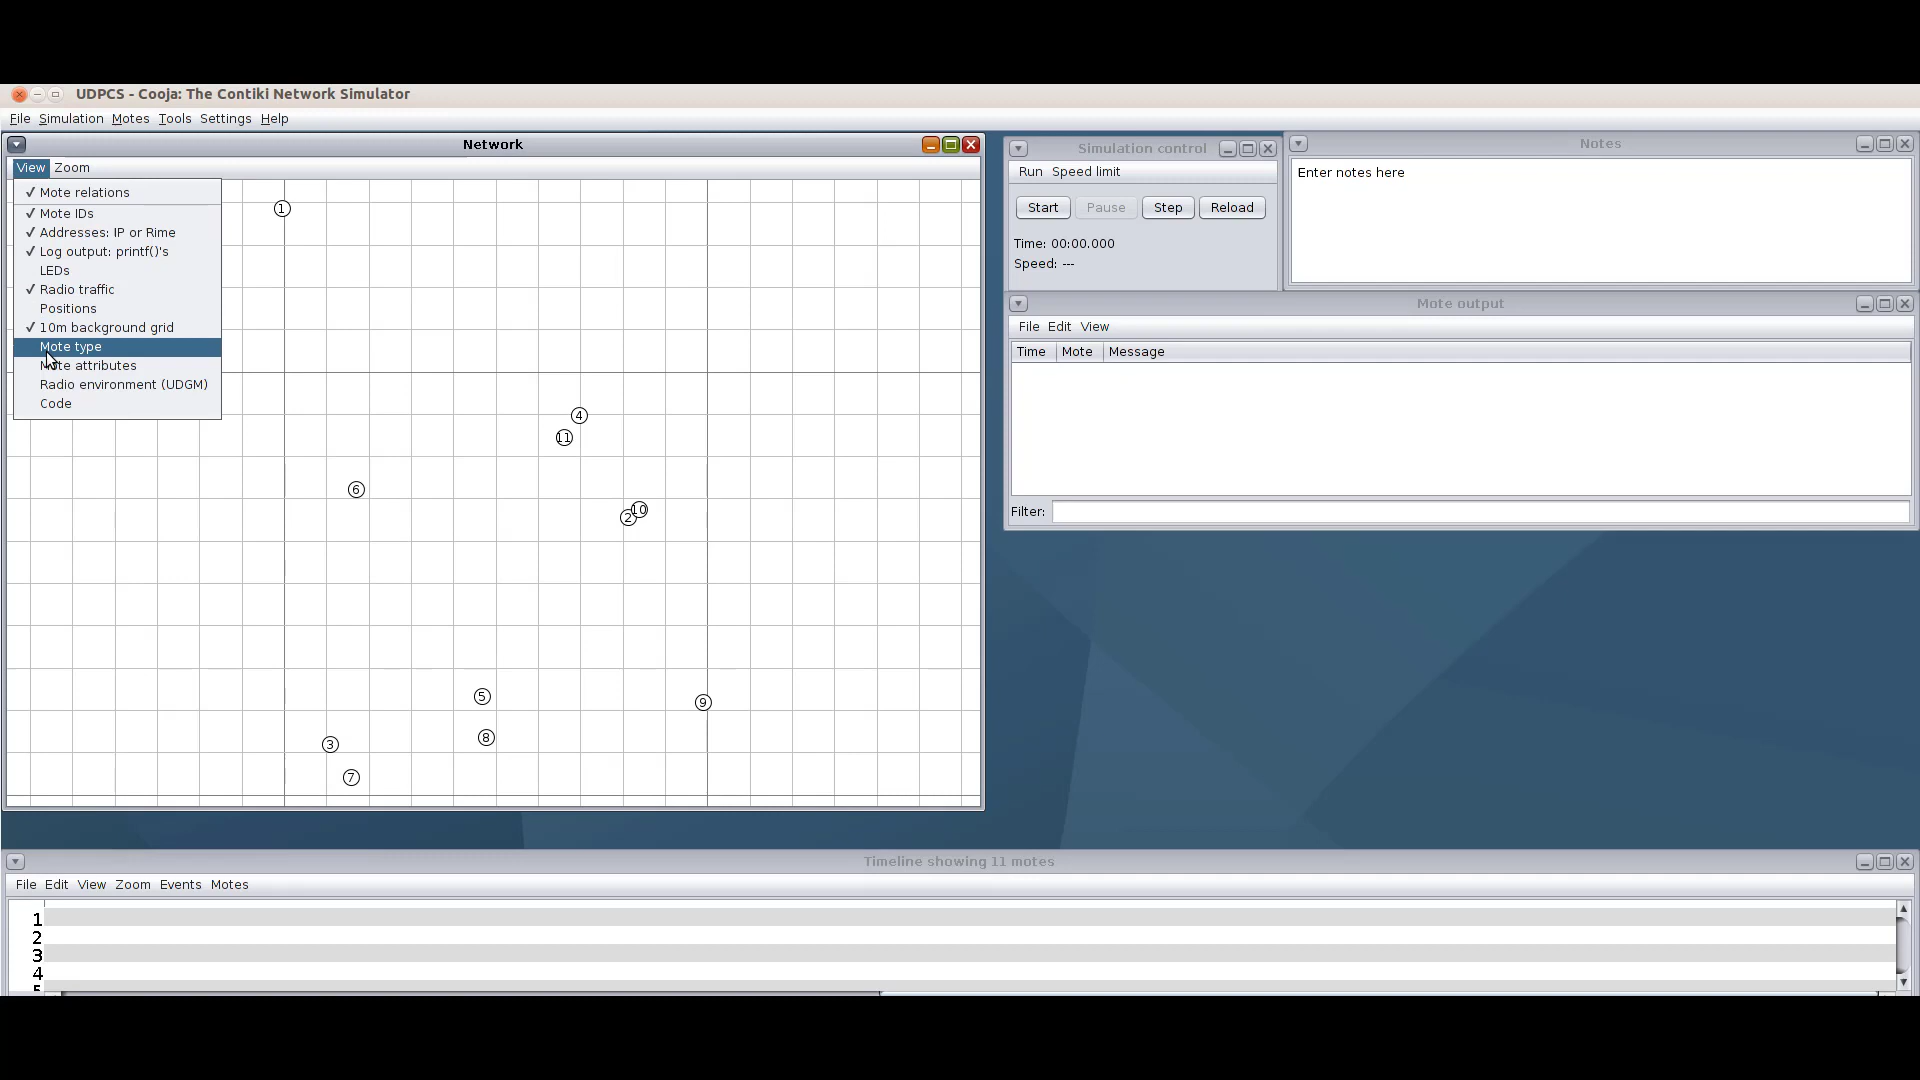 UDPCS - Cooja: The Contiki Network Simulator
File Simulation Motes Tools Settings Help
Network
View Zoom
Mote relations
Mote IDs
Addresses: IP or Rime
Log output: printf()'s
LEDs
Radio traffic
Positions
10m background grid
Mote type
Mote attributes
Radio environment (UDGM)
Code
1
4
11
6
10
2
5
9
8
3
7
Simulation control
Run Speed limit
Start Pause Step Reload
Time: 00:00.000
Speed: ---
Notes
Enter notes here
Mote output
File Edit View
Time Mote Message
Filter:
Timeline showing 11 motes
File Edit View Zoom Events Motes
1
2
3
4
5